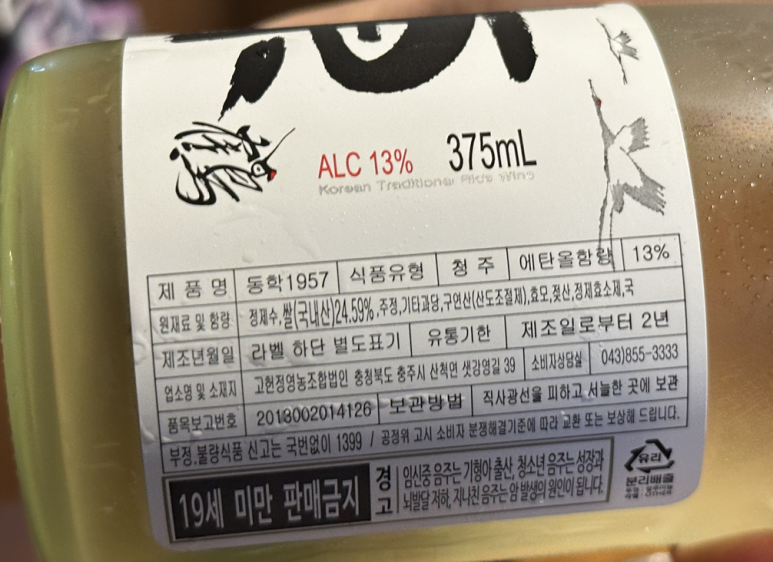 ALC 13% 375mL
Korean Traditional Rice Wine
제 품 명 동학1957 식품유형 청 주 에탄올함량 13%
원재료 및 함량 정제수,쌀(국내산)24.59%,주정,기타과당,구연산(산도조절제),효모,젖산,정제효소제,국
제조년월일 라벨 하단 별도표기 유통기한 제조일로부터 2년
업소명 및 소재지 고헌정영농조합법인 충청북도 충주시 산척면 샛강영길 39 소비자상담실 043)855-3333
품목보고번호 2013002014126 보관방법 직사광선을 피하고 서늘한 곳에 보관
부정.불량식품 신고는 국번없이 1399 / 공정위 고시 소비자 분쟁해결기준에 따라 교환 또는 보상해 드립니다.
19세 미만 판매금지
경고
임신중 음주는 기형아 출산, 청소년 음주는 성장과
뇌발달 저하, 지나친 음주는 암 발생의 원인이 됩니다.
유리
분리배출